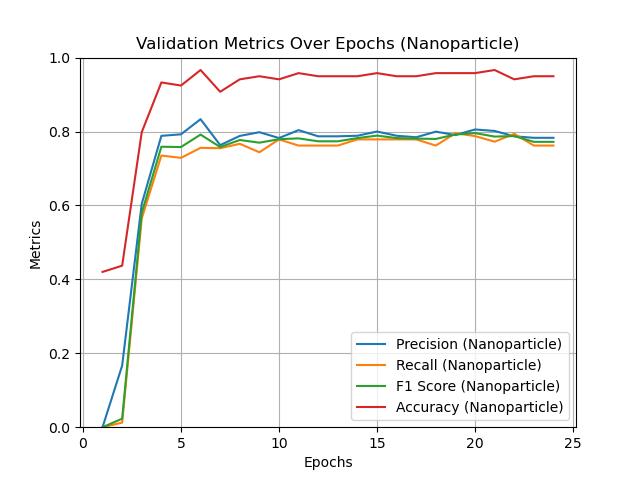 Validation Metrics Over Epochs (Nanoparticle)
1.0
0.8
0.6
0.4
0.2
0.0
Metrics
0 5 10 15 20 25
Epochs
Precision (Nanoparticle)
Recall (Nanoparticle)
F1 Score (Nanoparticle)
Accuracy (Nanoparticle)